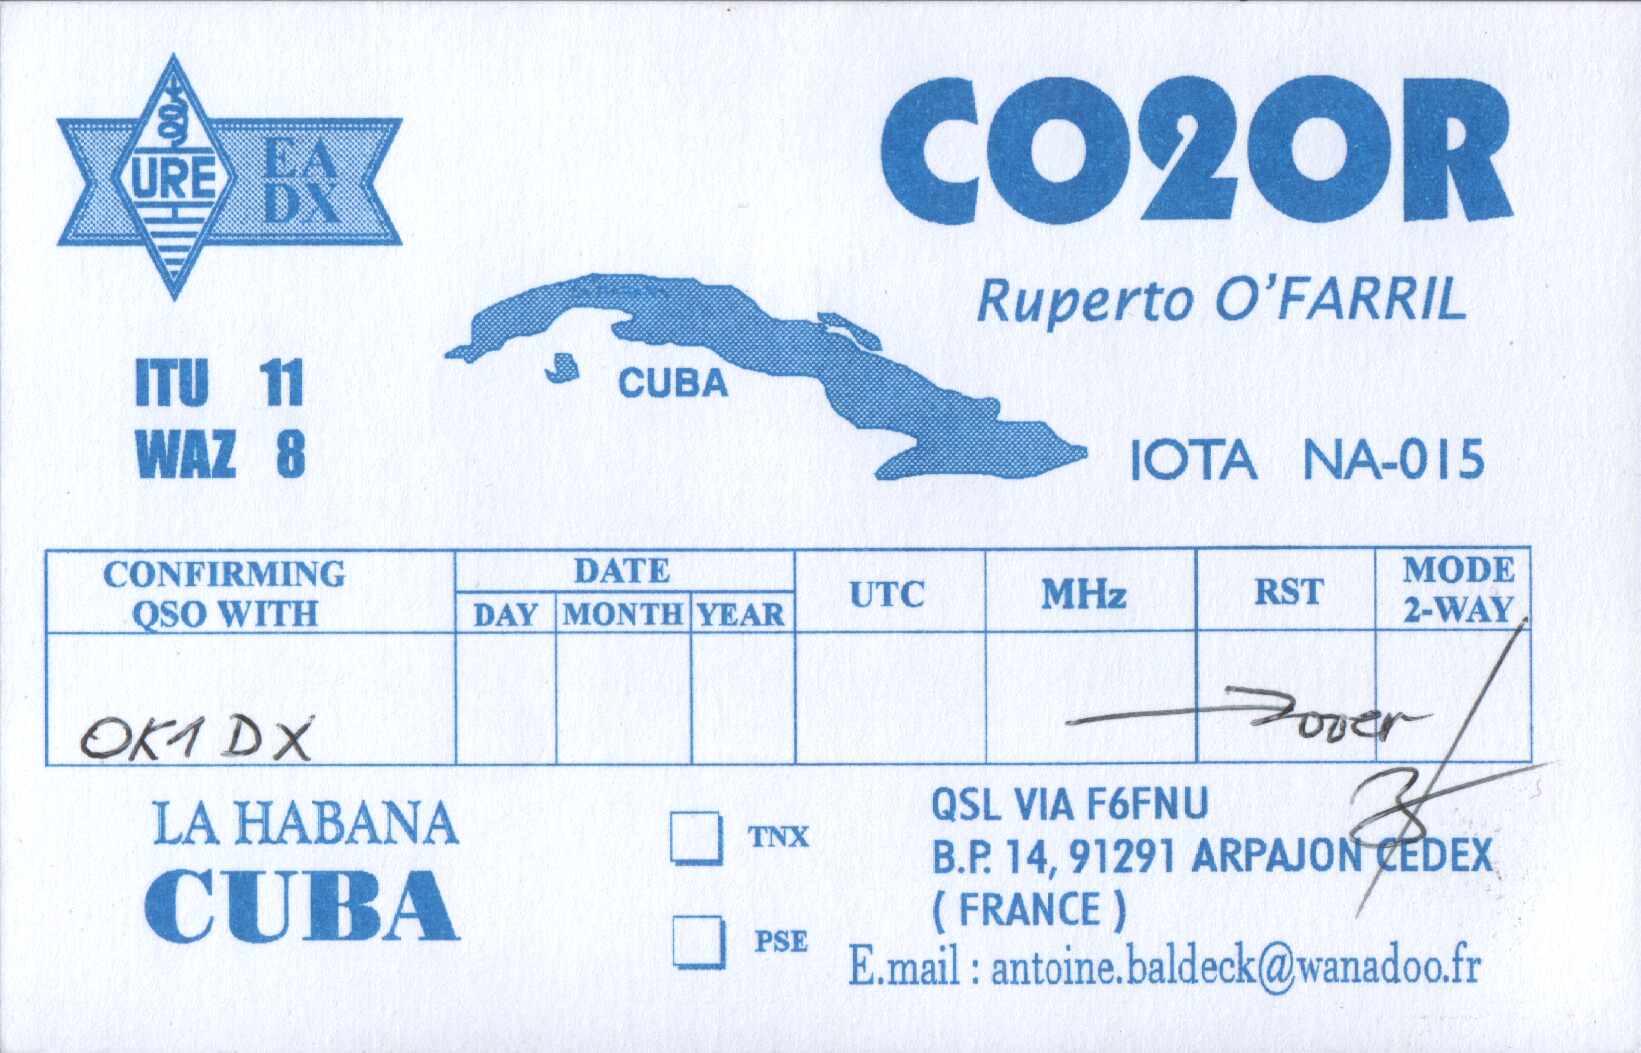 URE
EA
DX
CO2OR
Ruperto O'FARRIL
CUBA
ITU 11
WAZ 8
IOTA NA-015
CONFIRMING
QSO WITH
DATE
DAY MONTH YEAR
UTC
MHz
RST
MODE
2-WAY
OK1DX
over
LA HABANA
CUBA
TNX
PSE
QSL VIA F6FNU
B.P. 14, 91291 ARPAJON CEDEX
( FRANCE )
E.mail : antoine.baldeck@wanadoo.fr